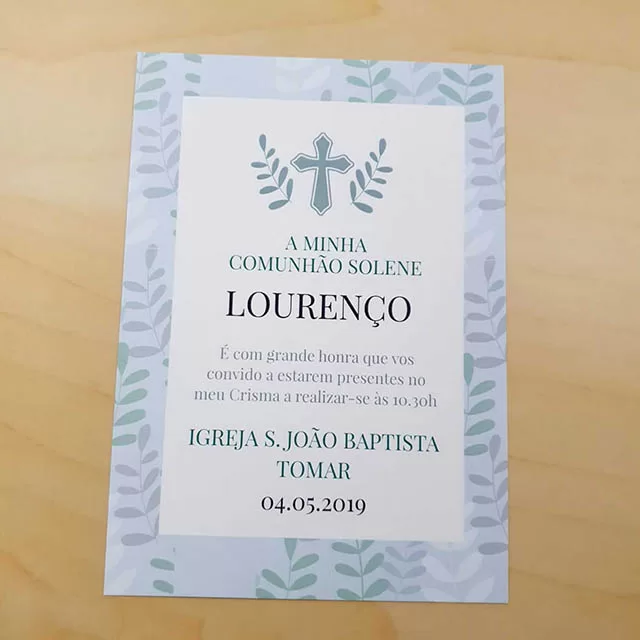 A MINHA
COMUNHÃO SOLENE
LOURENÇO
É com grande honra que vos
convido a estarem presentes no
meu Crisma a realizar-se às 10.30h
IGREJA S. JOÃO BAPTISTA
TOMAR
04.05.2019